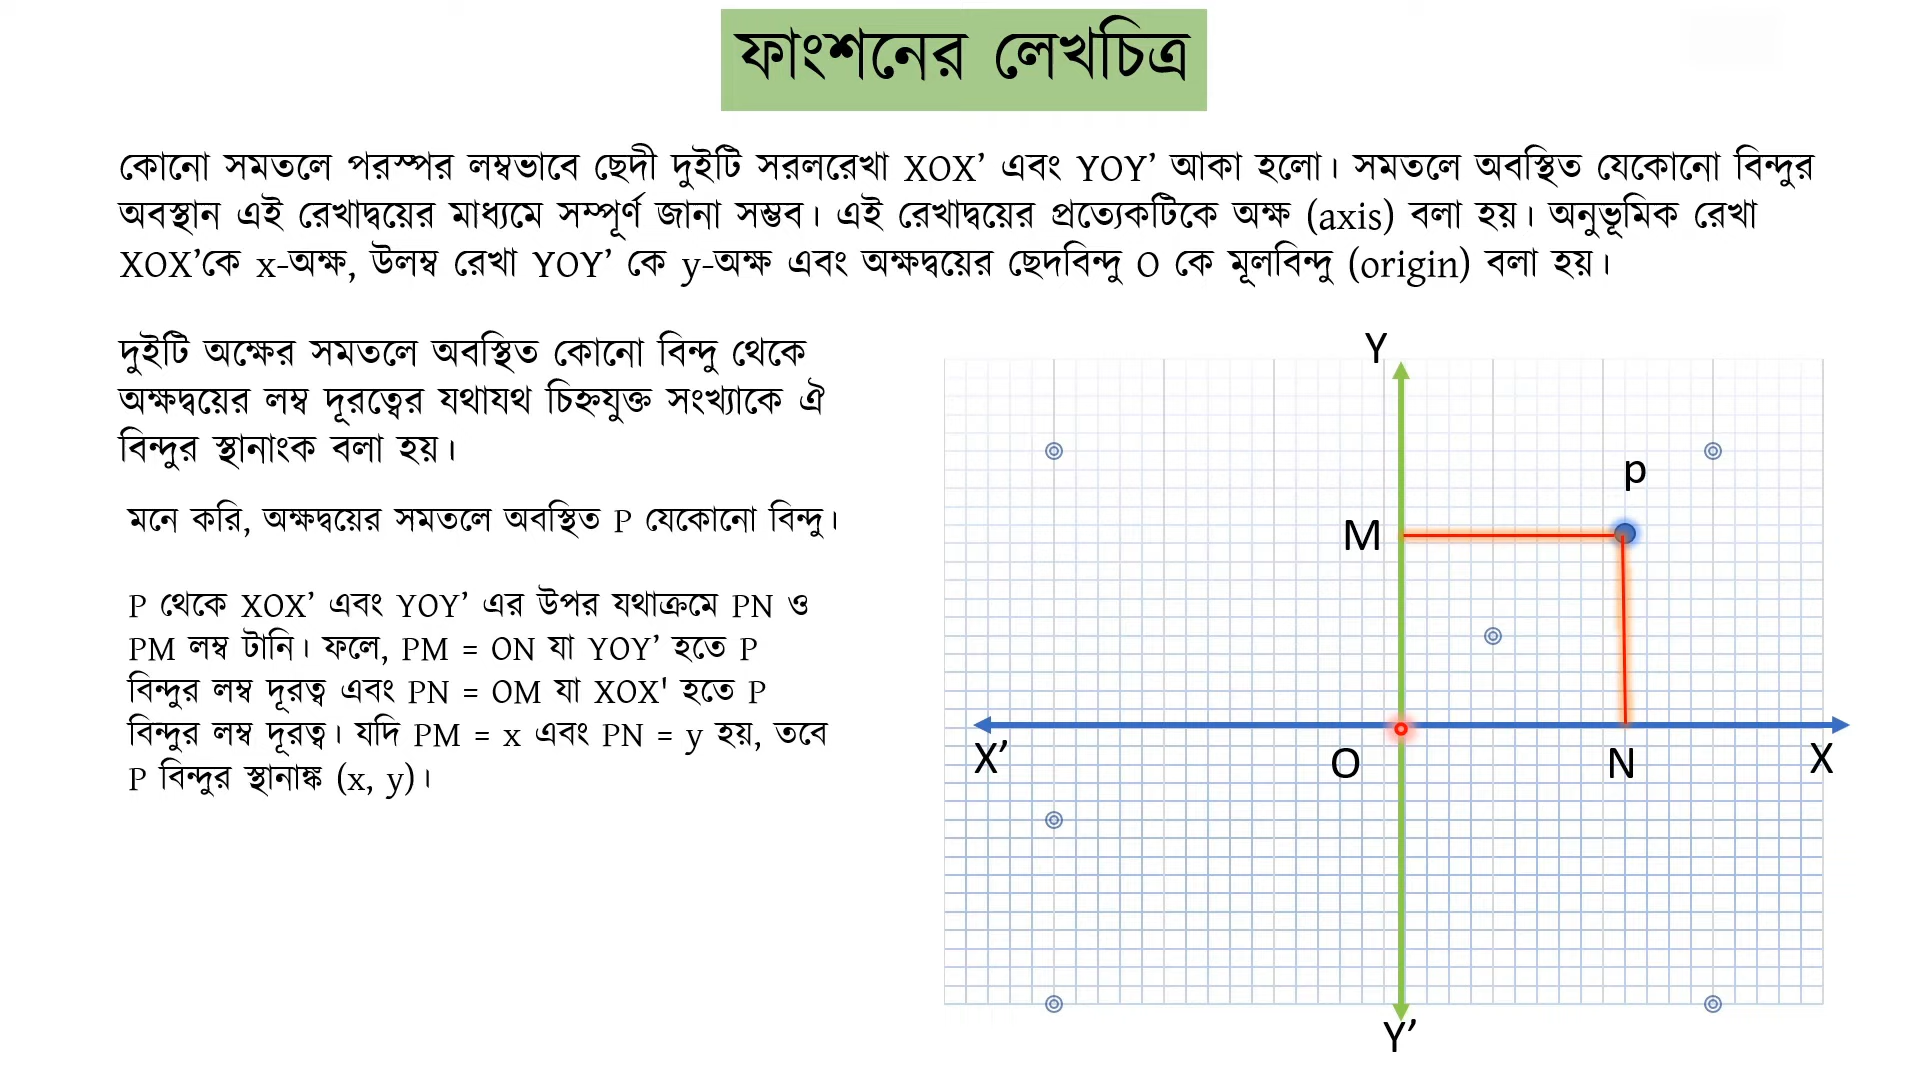 ফাংশনের লেখচিত্র
কোনো সমতলে পরস্পর লম্বভাবে ছেদী দুইটি সরলরেখা XOX’ এবং YOY’ আকা হলো। সমতলে অবস্থিত যেকোনো বিন্দুর
অবস্থান এই রেখাদ্বয়ের মাধ্যমে সম্পূর্ণ জানা সম্ভব। এই রেখাদ্বয়ের প্রত্যেকটিকে অক্ষ (axis) বলা হয়। অনুভূমিক রেখা
XOX’কে x-অক্ষ, উলম্ব রেখা YOY’ কে y-অক্ষ এবং অক্ষদ্বয়ের ছেদবিন্দু O কে মূলবিন্দু (origin) বলা হয়।
দুইটি অক্ষের সমতলে অবস্থিত কোনো বিন্দু থেকে
অক্ষদ্বয়ের লম্ব দূরত্বের যথাযথ চিহ্নযুক্ত সংখ্যাকে ঐ
বিন্দুর স্থানাংক বলা হয়।
মনে করি, অক্ষদ্বয়ের সমতলে অবস্থিত P যেকোনো বিন্দু।
P থেকে XOX’ এবং YOY’ এর উপর যথাক্রমে PN ও
PM লম্ব টানি। ফলে, PM = ON যা YOY’ হতে P
বিন্দুর লম্ব দূরত্ব এবং PN = OM যা XOX' হতে P
বিন্দুর লম্ব দূরত্ব। যদি PM = x এবং PN = y হয়, তবে
P বিন্দুর স্থানাঙ্ক (x, y)।
Y
p
M
X’
O
N
X
Y’